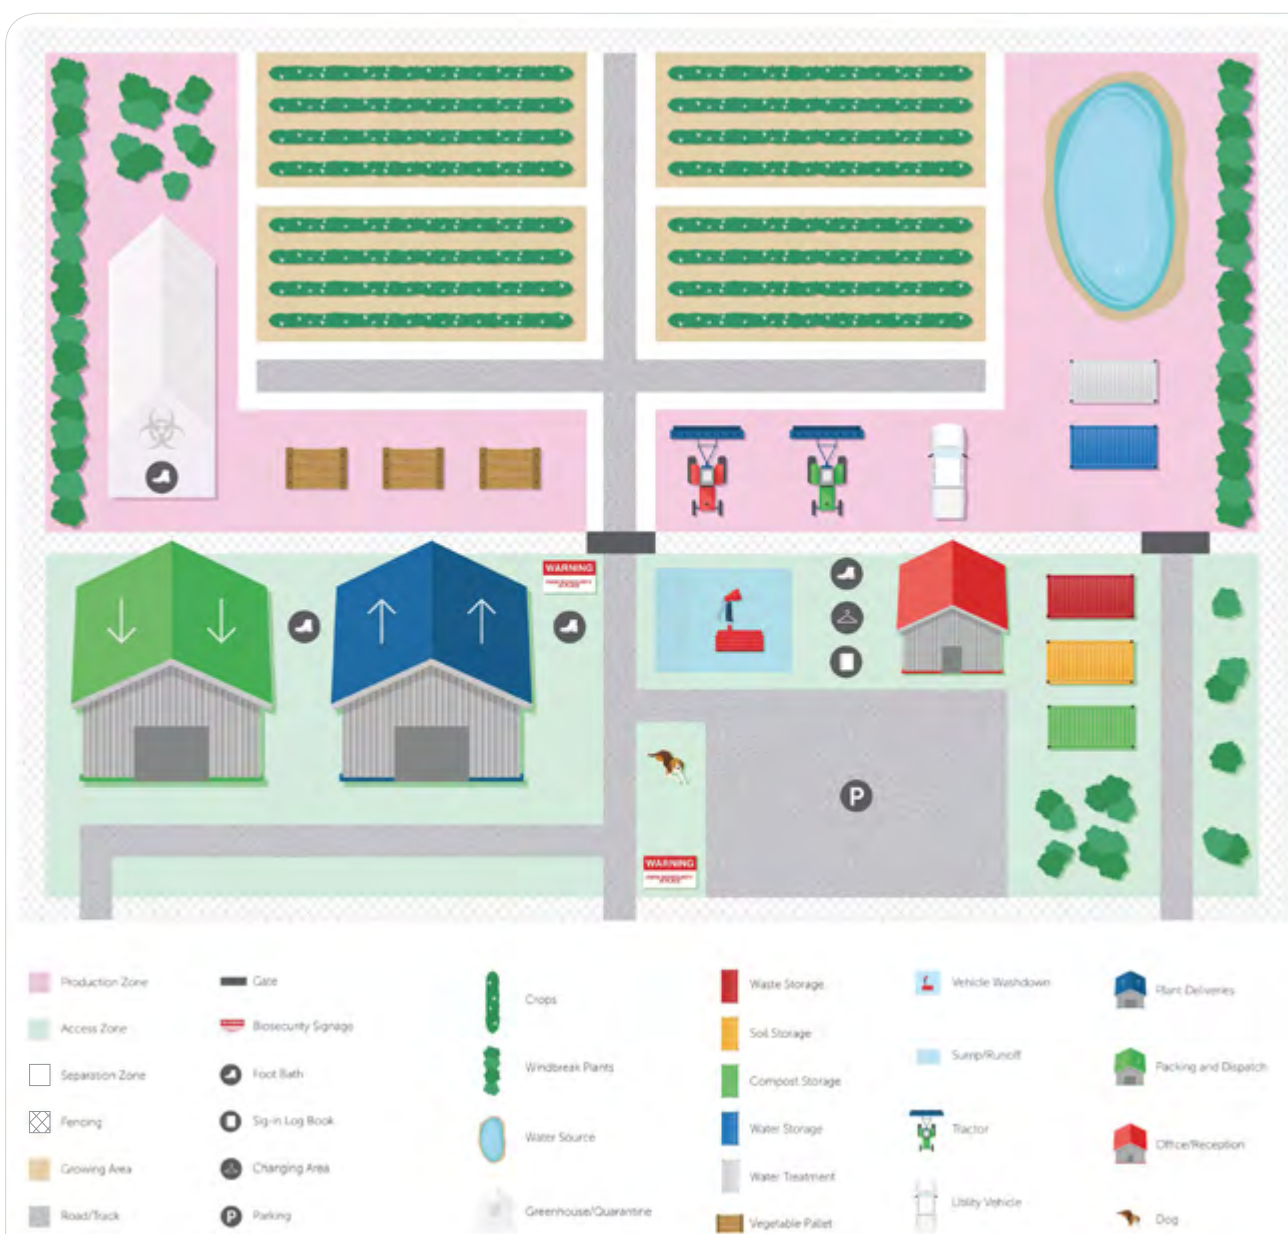 WARNING
P
WARNING
Production Zone
Access Zone
Separation Zone
Fencing
Growing Area
Road/Track
Gate
Biosecurity Signage
Foot Bath
Sig-in Log Book
Changing Area
P
Parking
Crops
Windbreak Plants
Water Source
Greenhouse/Quarantine
Waste Storage
Soil Storage
Compost Storage
Water Storage
Water Treatment
Vegetable Pallet
Vehicle Washdown
Sump/Runoff
Tractor
Utility Vehicle
Plant Deliveries
Packing and Dispatch
Office/Reception
Dog